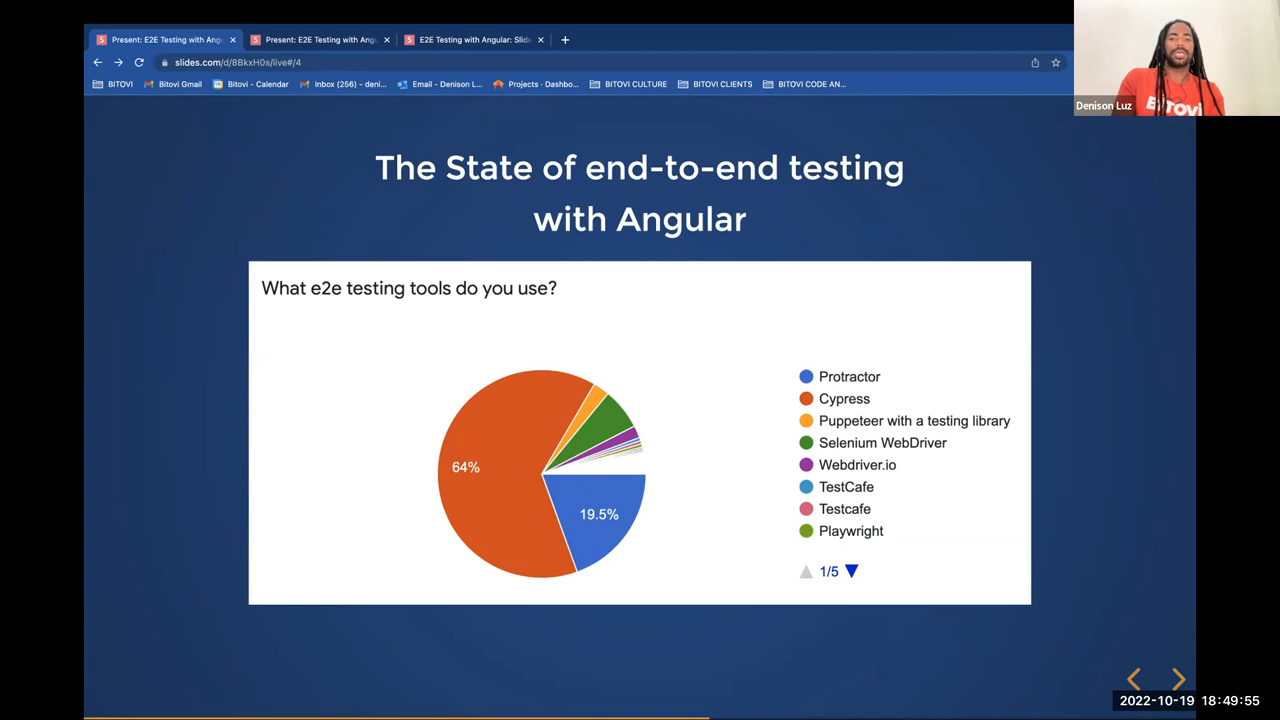 Present: E2E Testing with Angu
Present: E2E Testing with Ang
E2E Testing with Angular: Slid
slides.com/d/8BkxH0s/live#/4
BITOVI
Bitovi Gmail
Bitovi - Calendar
Inbox (256) - deni...
Email - Denison L...
Projects - Dashbo...
BITOVI CULTURE
BITOVI CLIENTS
BITOVI CODE AN...
BITOVI
Denison Luz
The State of end-to-end testing
with Angular
What e2e testing tools do you use?
64%
19.5%
Protractor
Cypress
Puppeteer with a testing library
Selenium WebDriver
Webdriver.io
TestCafe
Testcafe
Playwright
1/5
2022-10-19 18:49:55